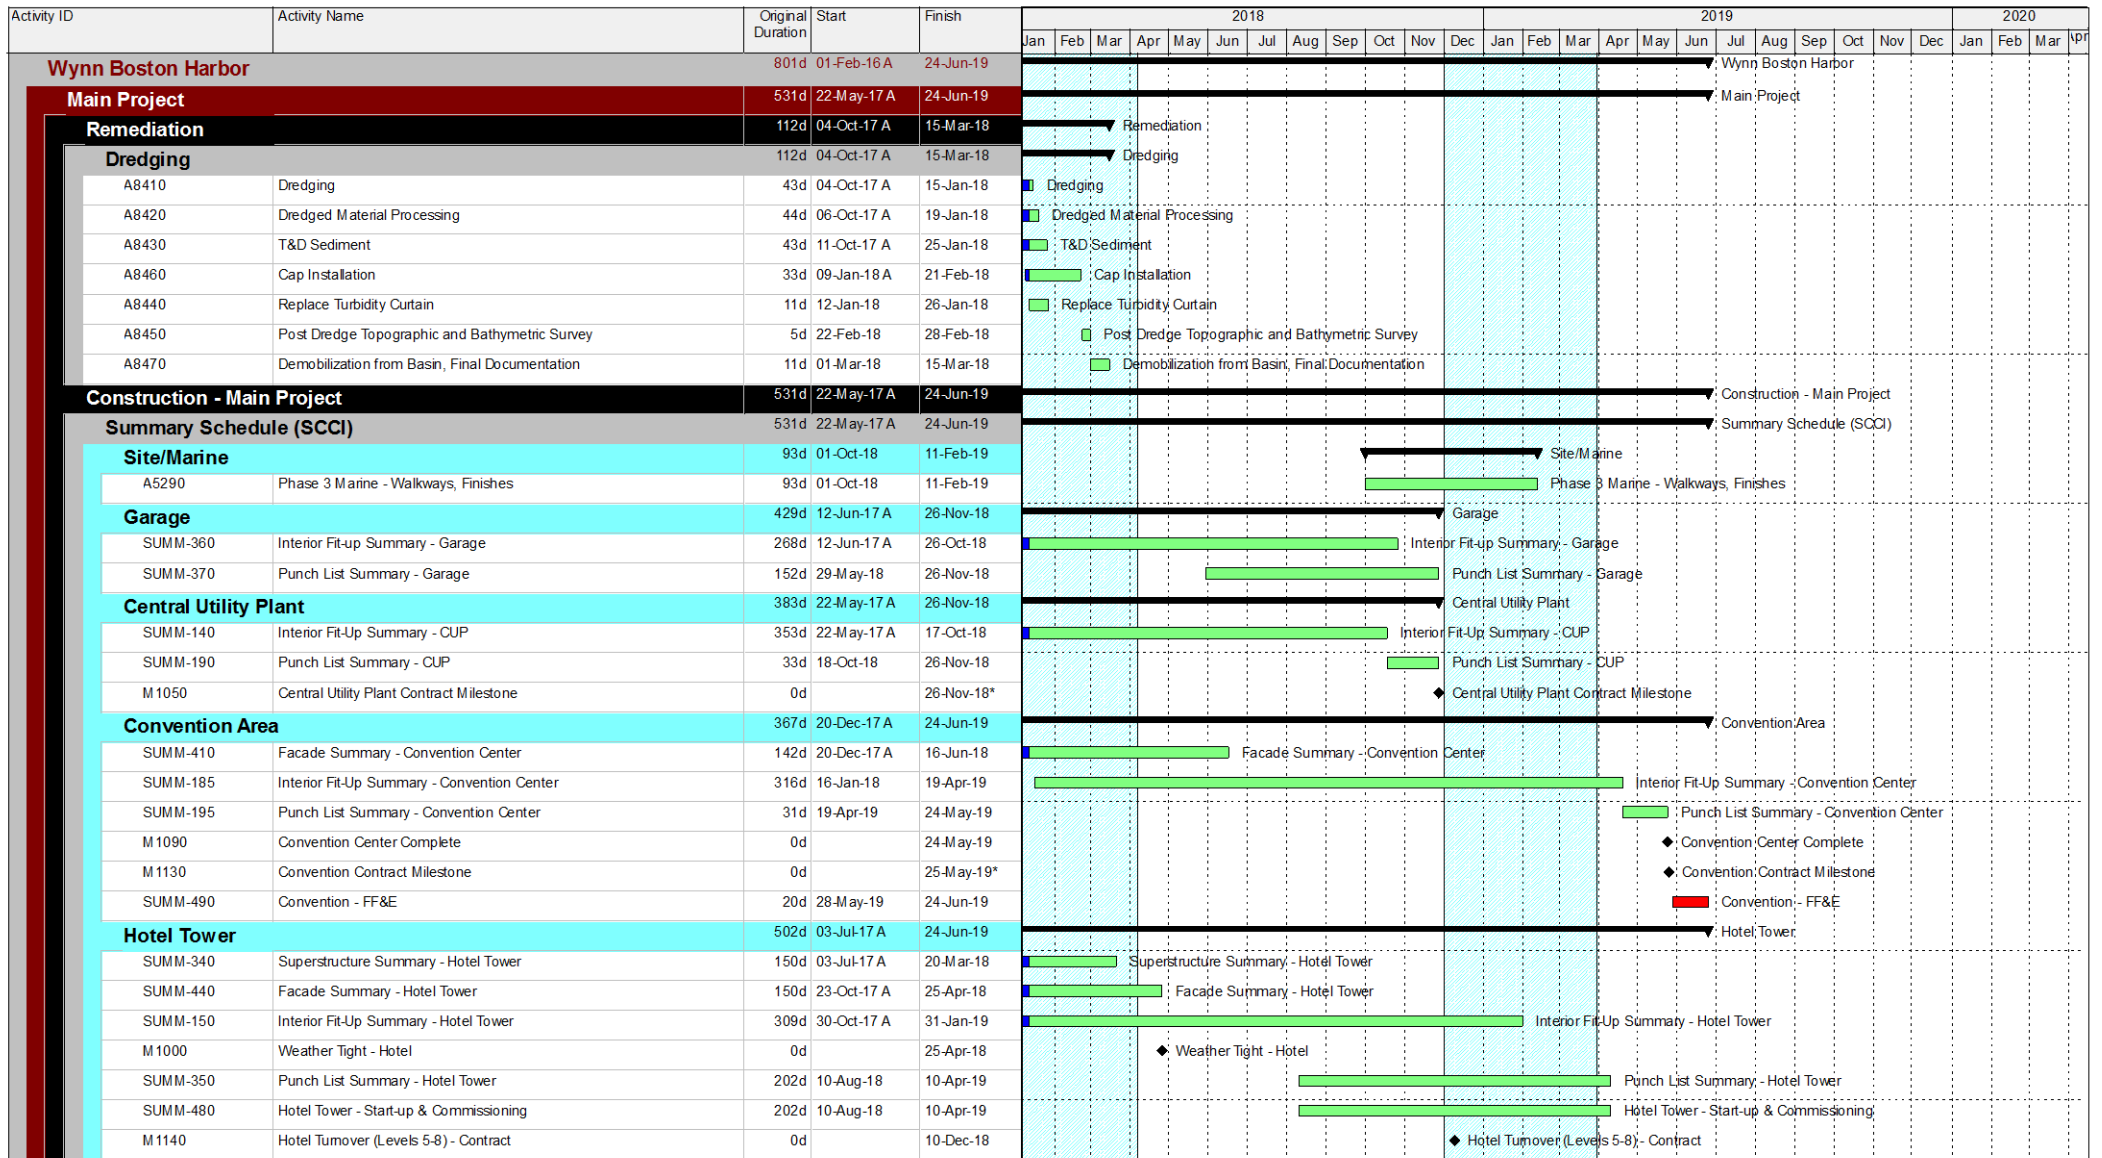 Activity ID Activity Name Original Duration Start Finish 2018 2019 2020
Jan Feb Mar Apr May Jun Jul Aug Sep Oct Nov Dec Jan Feb Mar Apr May Jun Jul Aug Sep Oct Nov Dec Jan Feb Mar Apr
Wynn Boston Harbor 801d 01-Feb-16 A 24-Jun-19 Wynn Boston Harbor
Main Project 531d 22-May-17 A 24-Jun-19 Main Project
Remediation 112d 04-Oct-17 A 15-Mar-18 Remediation
Dredging 112d 04-Oct-17 A 15-Mar-18 Dredging
A8410 Dredging 43d 04-Oct-17 A 15-Jan-18 Dredging
A8420 Dredged Material Processing 44d 06-Oct-17 A 19-Jan-18 Dredged Material Processing
A8430 T&D Sediment 43d 11-Oct-17 A 25-Jan-18 T&D Sediment
A8460 Cap Installation 33d 09-Jan-18 A 21-Feb-18 Cap Installation
A8440 Replace Turbidity Curtain 11d 12-Jan-18 26-Jan-18 Replace Turbidity Curtain
A8450 Post Dredge Topographic and Bathymetric Survey 5d 22-Feb-18 28-Feb-18 Post Dredge Topographic and Bathymetric Survey
A8470 Demobilization from Basin, Final Documentation 11d 01-Mar-18 15-Mar-18 Demobilization from Basin, Final Documentation
Construction - Main Project 531d 22-May-17 A 24-Jun-19 Construction - Main Project
Summary Schedule (SCCI) 531d 22-May-17 A 24-Jun-19 Summary Schedule (SCCI)
Site/Marine 93d 01-Oct-18 11-Feb-19 Site/Marine
A5290 Phase 3 Marine - Walkways, Finishes 93d 01-Oct-18 11-Feb-19 Phase 3 Marine - Walkways, Finishes
Garage 429d 12-Jun-17 A 26-Nov-18 Garage
SUMM-360 Interior Fit-up Summary - Garage 268d 12-Jun-17 A 26-Oct-18 Interior Fit-up Summary - Garage
SUMM-370 Punch List Summary - Garage 152d 29-May-18 26-Nov-18 Punch List Summary - Garage
Central Utility Plant 383d 22-May-17 A 26-Nov-18 Central Utility Plant
SUMM-140 Interior Fit-Up Summary - CUP 353d 22-May-17 A 17-Oct-18 Interior Fit-Up Summary - CUP
SUMM-190 Punch List Summary - CUP 33d 18-Oct-18 26-Nov-18 Punch List Summary - CUP
M1050 Central Utility Plant Contract Milestone 0d 26-Nov-18* Central Utility Plant Contract Milestone
Convention Area 367d 20-Dec-17 A 24-Jun-19 Convention Area
SUMM-410 Facade Summary - Convention Center 142d 20-Dec-17 A 16-Jun-18 Facade Summary - Convention Center
SUMM-185 Interior Fit-Up Summary - Convention Center 316d 16-Jan-18 19-Apr-19 Interior Fit-Up Summary - Convention Center
SUMM-195 Punch List Summary - Convention Center 31d 19-Apr-19 24-May-19 Punch List Summary - Convention Center
M1090 Convention Center Complete 0d 24-May-19 Convention Center Complete
M1130 Convention Contract Milestone 0d 25-May-19* Convention Contract Milestone
SUMM-490 Convention - FF&E 20d 28-May-19 24-Jun-19 Convention - FF&E
Hotel Tower 502d 03-Jul-17 A 24-Jun-19 Hotel Tower
SUMM-340 Superstructure Summary - Hotel Tower 150d 03-Jul-17 A 20-Mar-18 Superstructure Summary - Hotel Tower
SUMM-440 Facade Summary - Hotel Tower 150d 23-Oct-17 A 25-Apr-18 Facade Summary - Hotel Tower
SUMM-150 Interior Fit-Up Summary - Hotel Tower 309d 30-Oct-17 A 31-Jan-19 Interior Fit-Up Summary - Hotel Tower
M1000 Weather Tight - Hotel 0d 25-Apr-18 Weather Tight - Hotel
SUMM-350 Punch List Summary - Hotel Tower 202d 10-Aug-18 10-Apr-19 Punch List Summary - Hotel Tower
SUMM-480 Hotel Tower - Start-up & Commissioning 202d 10-Aug-18 10-Apr-19 Hotel Tower - Start-up & Commissioning
M1140 Hotel Turnover (Levels 5-8) - Contract 0d 10-Dec-18 Hotel Turnover (Levels 5-8) - Contract